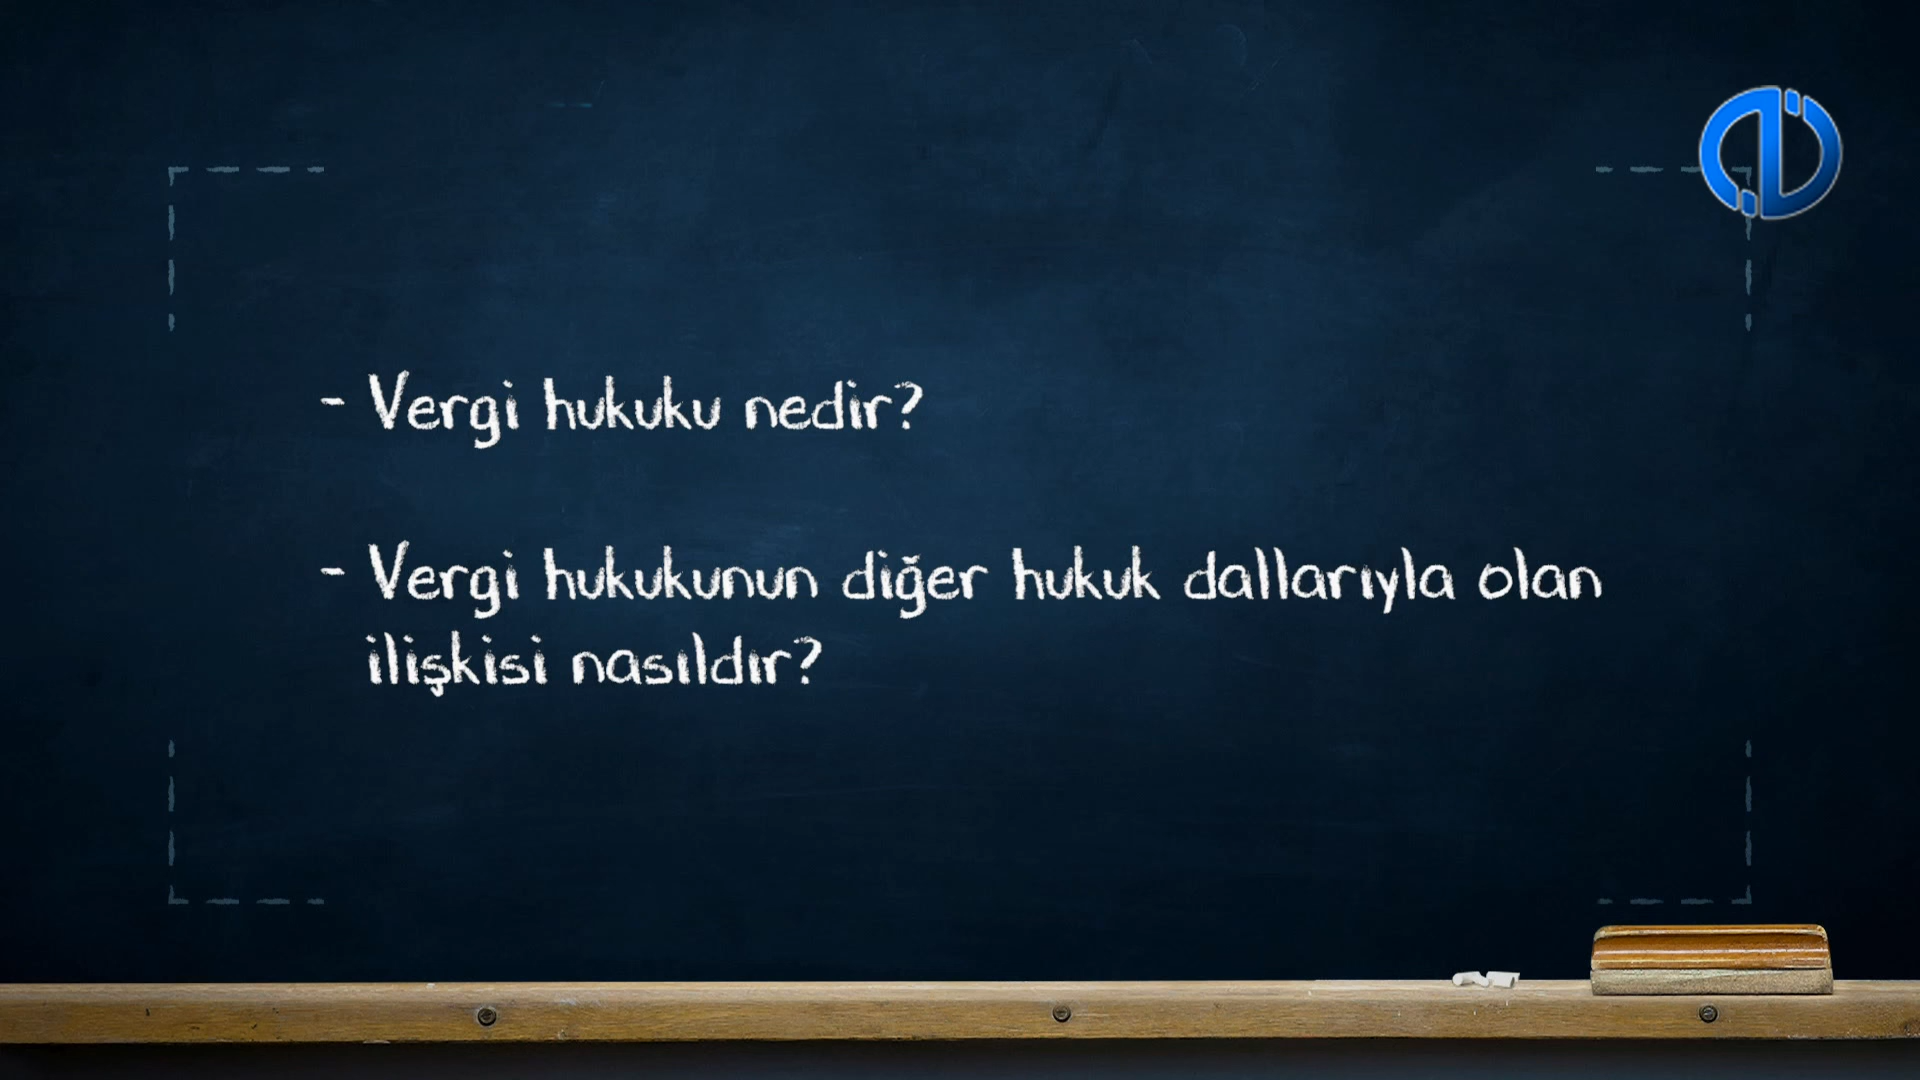 - Vergi hukuku nedir?
- Vergi hukukunun diğer hukuk dallarıyla olan
ilişkisi nasıldır?